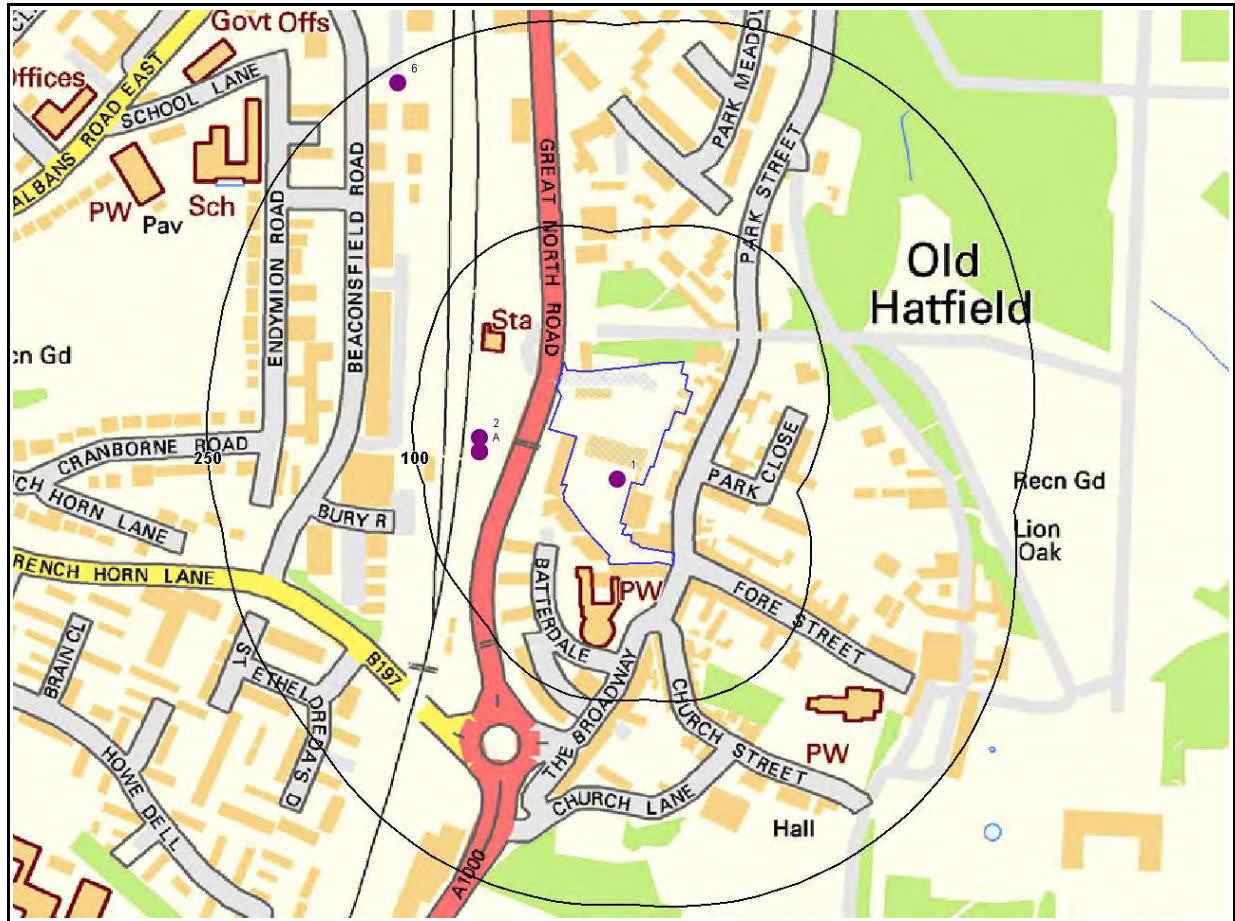 Govt Offs
6
Offices
SCHOOL LANE
ALBANS ROAD EAST
PARK MEADOW
PW
Pav
Sch
GREAT NORTH ROAD
PARK STREET
ENDYMION ROAD
BEACONSFIELD ROAD
Old
Hatfield
Sta
cn Gd
2
A
CRANBORNE ROAD
250
100
1
PARK CLOSE
Recn Gd
CH HORN LANE
BURY R
Lion
Oak
RENCH HORN LANE
PW
BATTERDALE
FORE STREET
BRAIN CL
B197
ST ETHELDREDA'S D
THE BROADWAY
CHURCH STREET
PW
HOWE DELL
CHURCH LANE
Hall
A1000